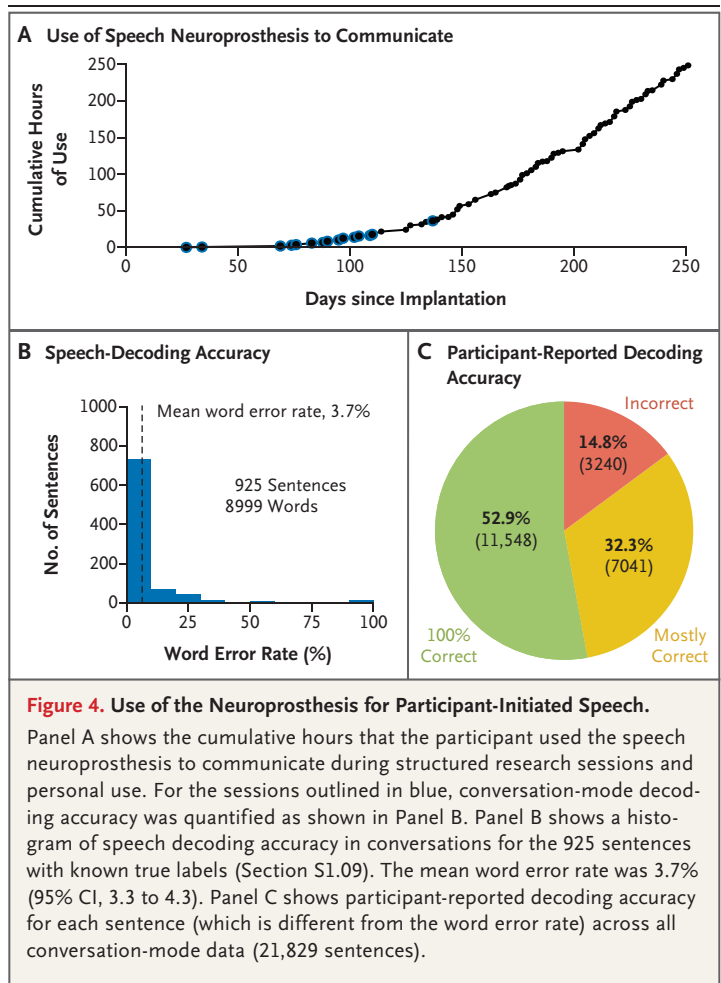 A Use of Speech Neuroprosthesis to Communicate
Cumulative Hours
of Use
250
200
150
100
50
0
0 50 100 150 200 250
Days since Implantation
B Speech-Decoding Accuracy
No. of Sentences
1000
800
600
400
200
0
Mean word error rate, 3.7%
925 Sentences
8999 Words
0 25 50 75 100
Word Error Rate (%)
C Participant-Reported Decoding
Accuracy
Incorrect
14.8%
(3240)
52.9%
(11,548)
32.3%
(7041)
100%
Correct
Mostly
Correct
Figure 4. Use of the Neuroprosthesis for Participant-Initiated Speech.
Panel A shows the cumulative hours that the participant used the speech
neuroprosthesis to communicate during structured research sessions and
personal use. For the sessions outlined in blue, conversation-mode decod-
ing accuracy was quantified as shown in Panel B. Panel B shows a histo-
gram of speech decoding accuracy in conversations for the 925 sentences
with known true labels (Section S1.09). The mean word error rate was 3.7%
(95% CI, 3.3 to 4.3). Panel C shows participant-reported decoding accuracy
for each sentence (which is different from the word error rate) across all
conversation-mode data (21,829 sentences).